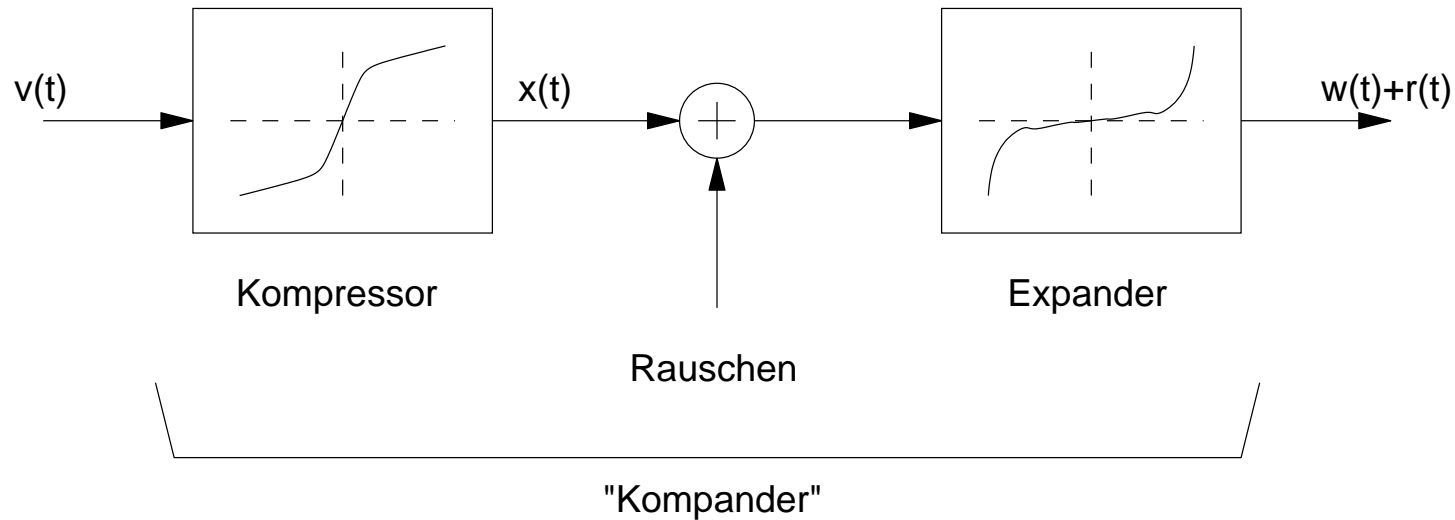 v(t)
x(t)
w(t)+r(t)
Kompressor
Expander
Rauschen
"Kompander"